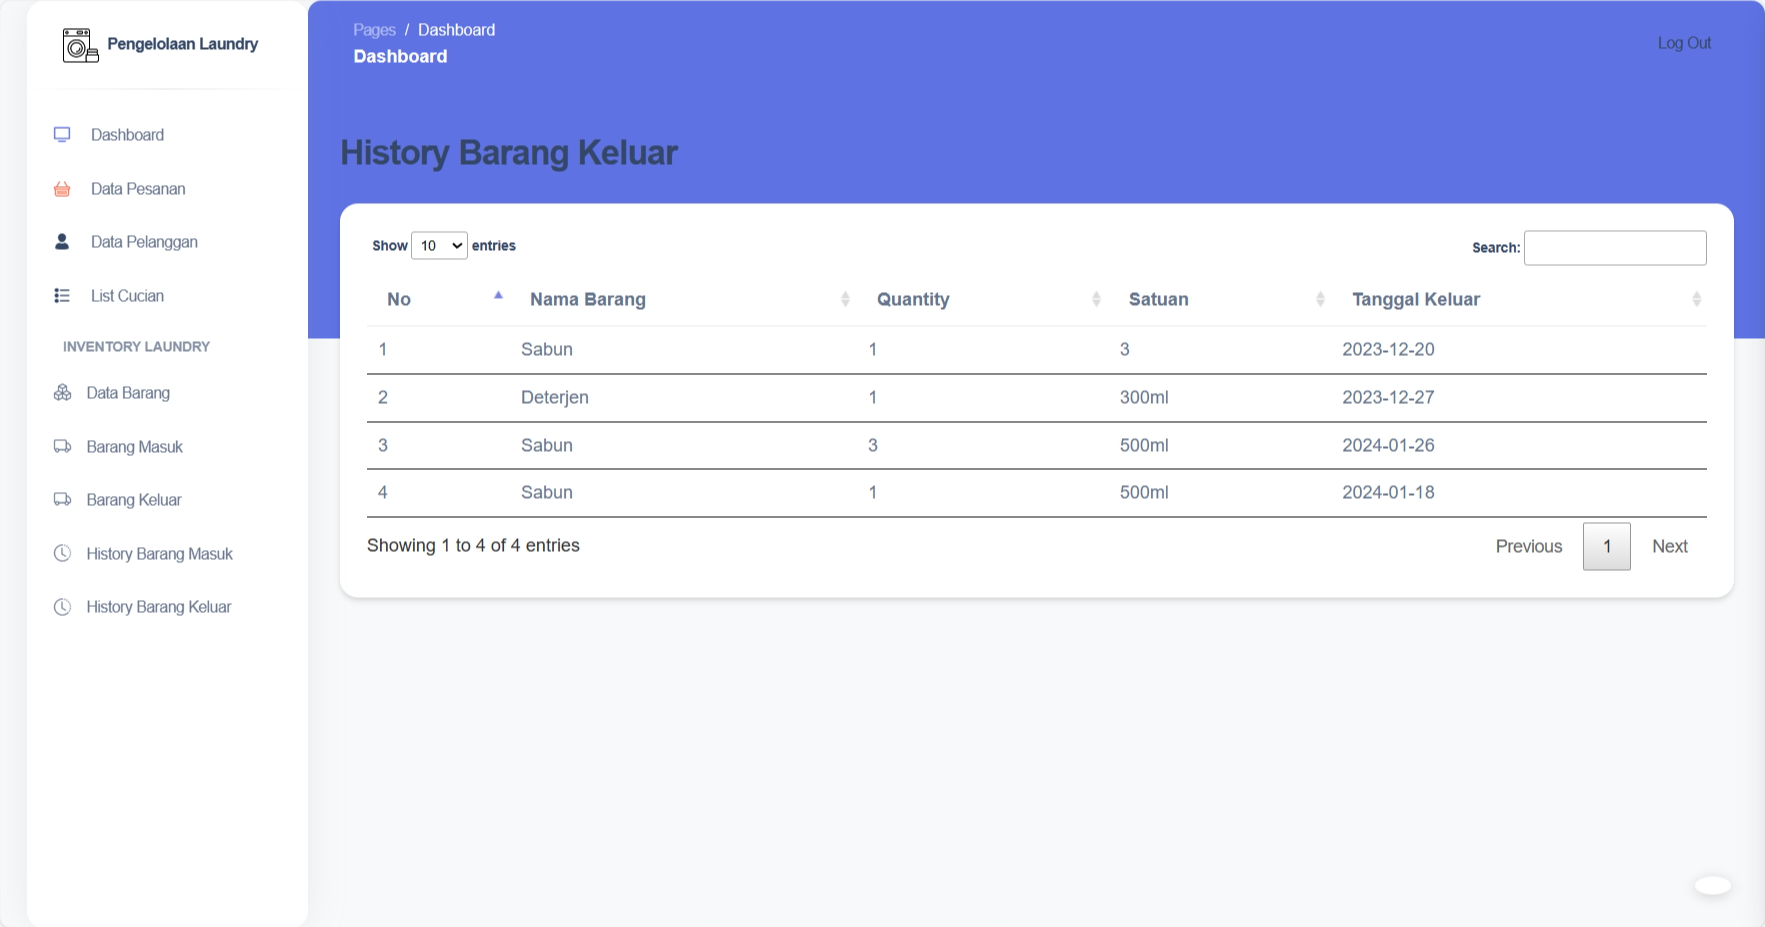 Pengelolaan Laundry
Dashboard
Data Pesanan
Data Pelanggan
List Cucian
INVENTORY LAUNDRY
Data Barang
Barang Masuk
Barang Keluar
History Barang Masuk
History Barang Keluar
Pages / Dashboard
Dashboard
Log Out
History Barang Keluar
Show 10 entries
Search:
No Nama Barang Quantity Satuan Tanggal Keluar
1 Sabun 1 3 2023-12-20
2 Deterjen 1 300ml 2023-12-27
3 Sabun 3 500ml 2024-01-26
4 Sabun 1 500ml 2024-01-18
Showing 1 to 4 of 4 entries
Previous 1 Next